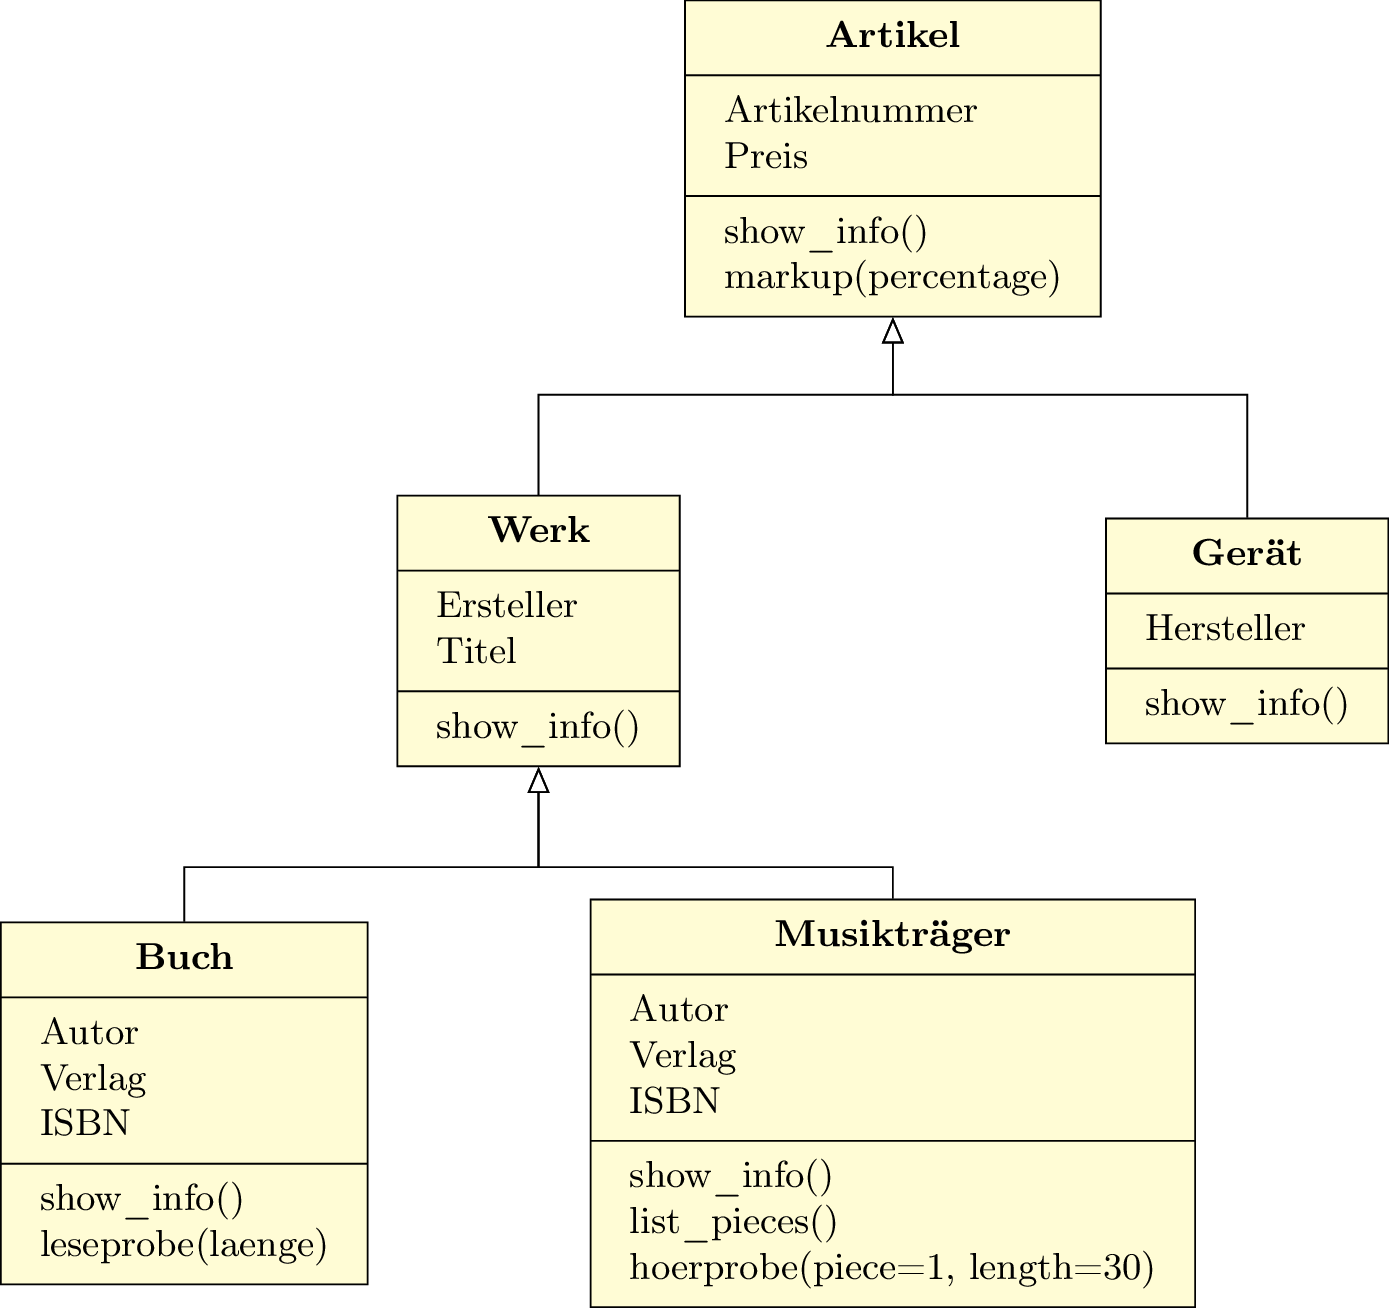 Artikel
Artikelnummer
Preis
show_info()
markup(percentage)
Werk
Ersteller
Titel
show_info()
Gerät
Hersteller
show_info()
Buch
Autor
Verlag
ISBN
show_info()
leseprobe(laenge)
Musikträger
Autor
Verlag
ISBN
show_info()
list_pieces()
hoerprobe(piece=1, length=30)